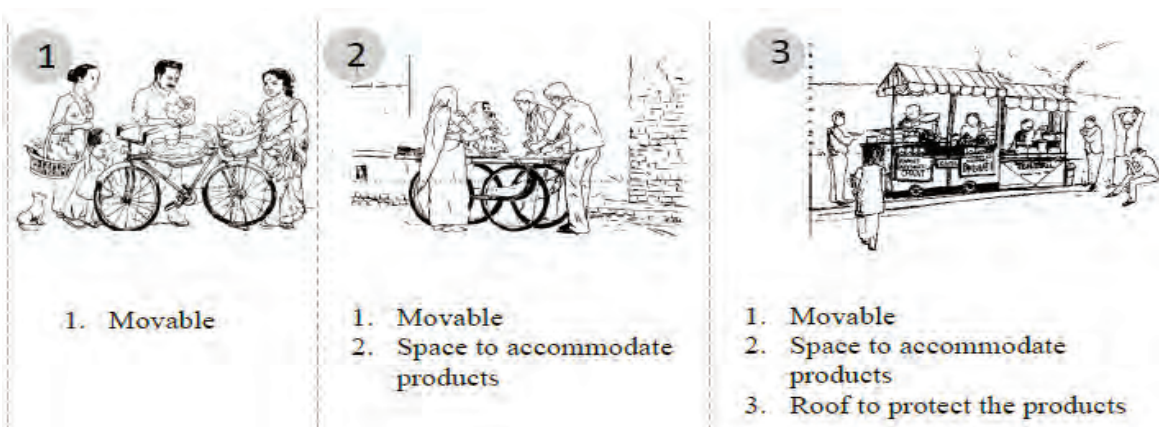 1
1. Movable
2
1. Movable
2. Space to accommodate
products
3
1. Movable
2. Space to accommodate
products
3. Roof to protect the products